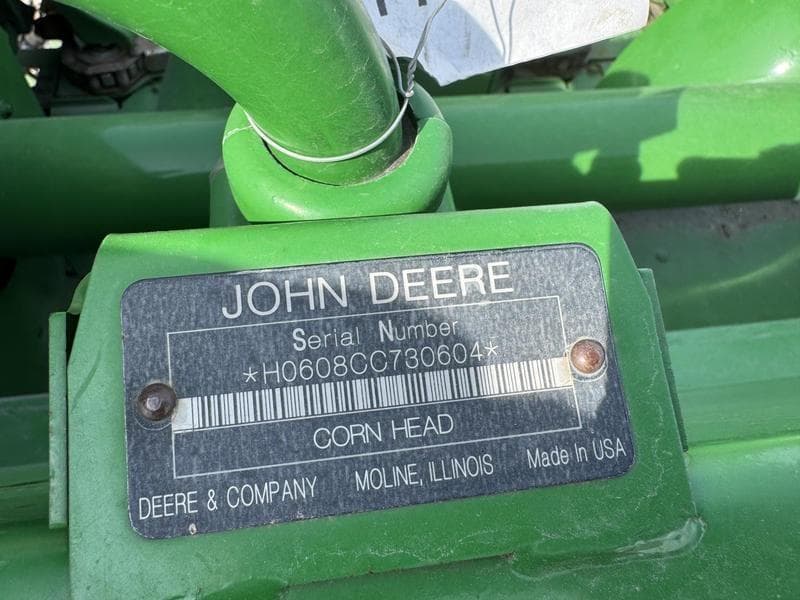 JOHN DEERE
Serial Number
*H0608CC730604*
CORN HEAD
DEERE & COMPANY MOLINE, ILLINOIS Made In USA